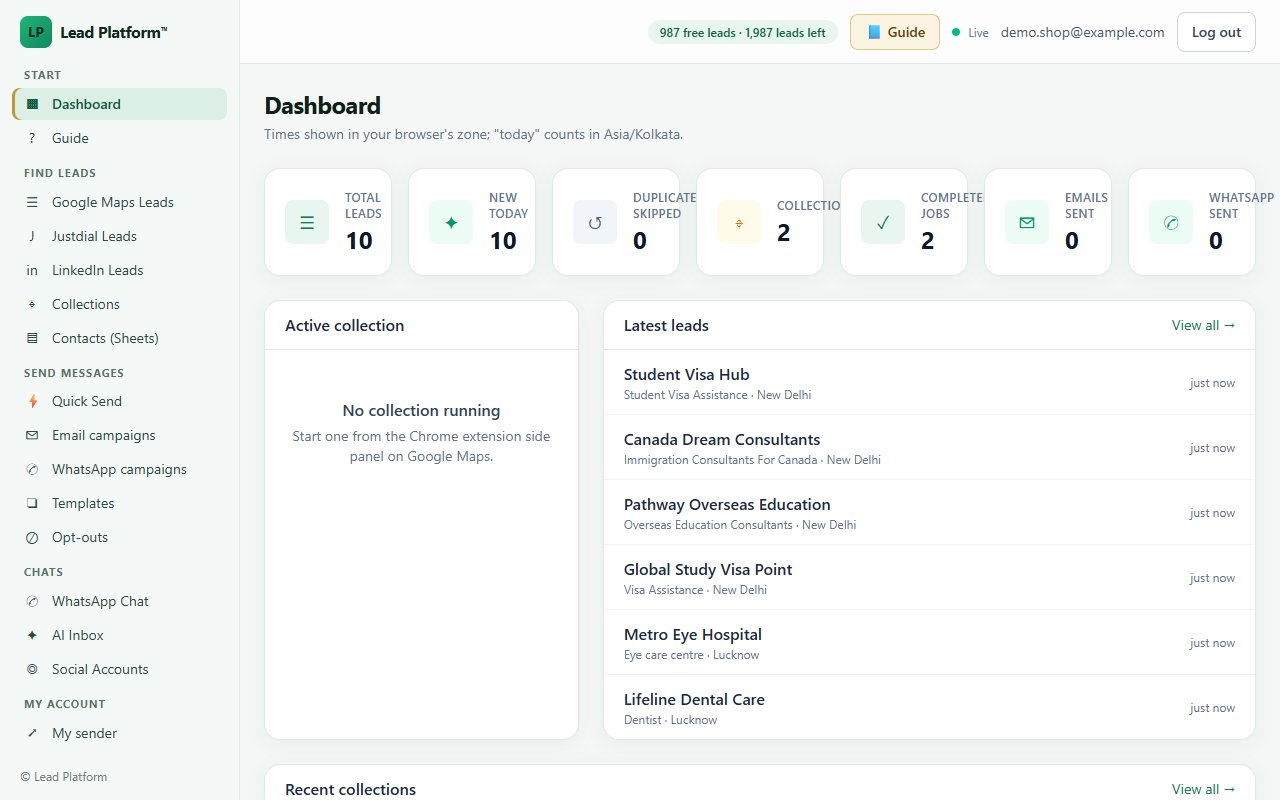 LP Lead Platform™
987 free leads · 1,987 leads left
Guide
Live
demo.shop@example.com
Log out
START
Dashboard
? Guide
FIND LEADS
Google Maps Leads
J Justdial Leads
in LinkedIn Leads
Collections
Contacts (Sheets)
SEND MESSAGES
Quick Send
Email campaigns
WhatsApp campaigns
Templates
Opt-outs
CHATS
WhatsApp Chat
AI Inbox
Social Accounts
MY ACCOUNT
My sender
© Lead Platform
Dashboard
Times shown in your browser's zone; "today" counts in Asia/Kolkata.
TOTAL
LEADS
10
NEW
TODAY
10
DUPLICATE
SKIPPED
0
COLLECTIO
2
COMPLETE
JOBS
2
EMAILS
SENT
0
WHATSAPP
SENT
0
Active collection
No collection running
Start one from the Chrome extension side
panel on Google Maps.
Latest leads
View all →
Student Visa Hub
Student Visa Assistance · New Delhi
just now
Canada Dream Consultants
Immigration Consultants For Canada · New Delhi
just now
Pathway Overseas Education
Overseas Education Consultants · New Delhi
just now
Global Study Visa Point
Visa Assistance · New Delhi
just now
Metro Eye Hospital
Eye care centre · Lucknow
just now
Lifeline Dental Care
Dentist · Lucknow
just now
Recent collections
View all →